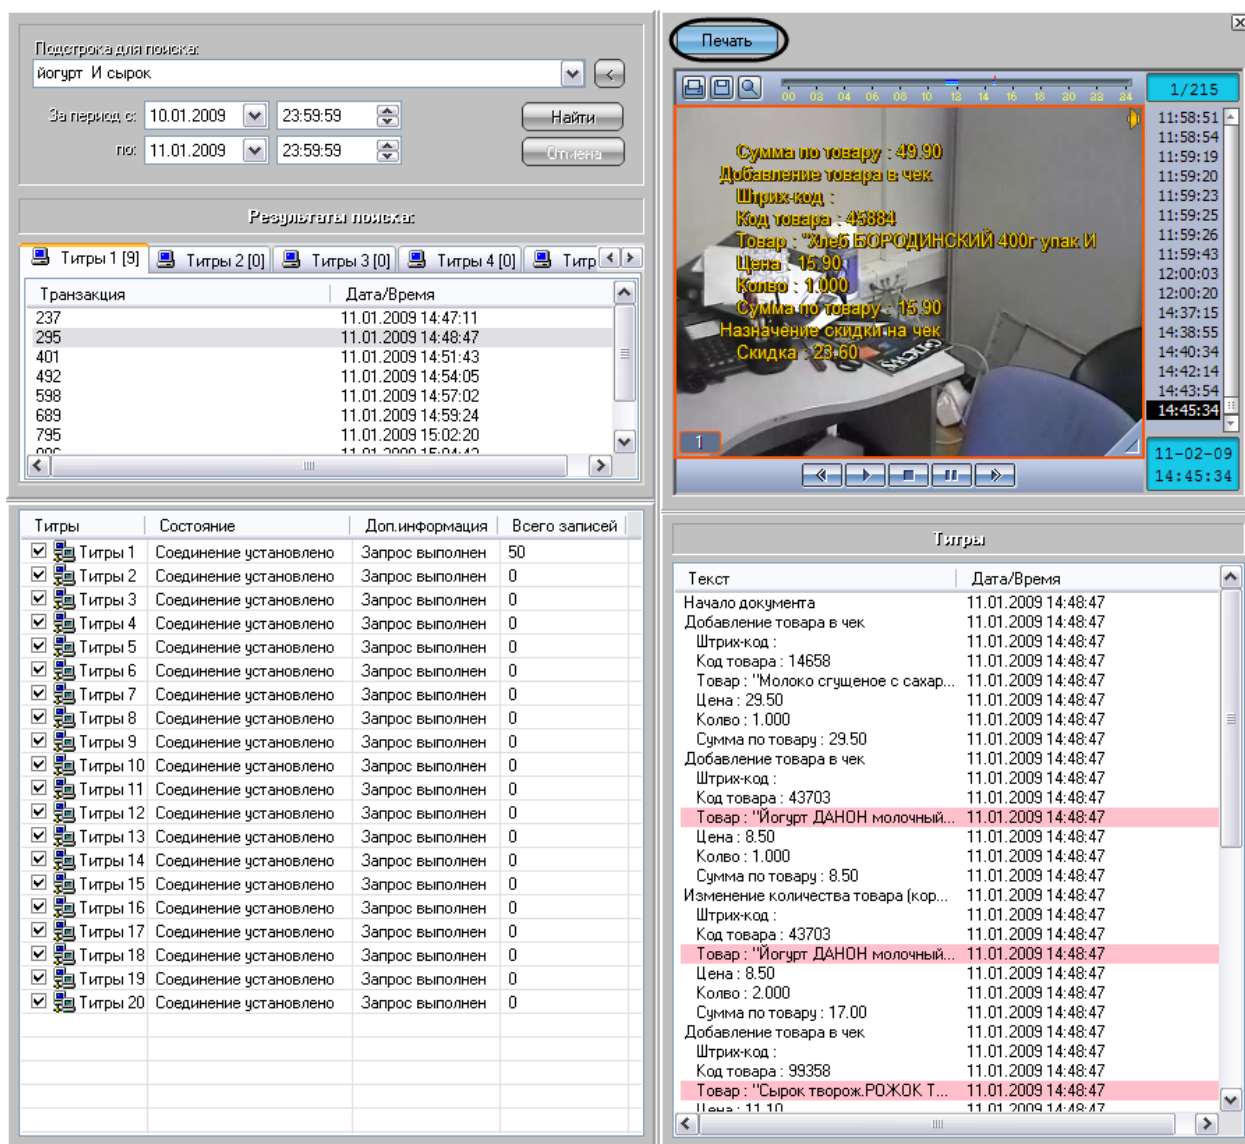 Подстрока для поиска:
йогурт И сырок
<
За период с: 10.01.2009 23:59:59 Найти
по: 11.01.2009 23:59:59 Отмена
Результаты поиска:
Титры 1 [9] Титры 2 [0] Титры 3 [0] Титры 4 [0] Титр
Транзакция Дата/Время
237 11.01.2009 14:47:11
295 11.01.2009 14:48:47
401 11.01.2009 14:51:43
492 11.01.2009 14:54:05
598 11.01.2009 14:57:02
689 11.01.2009 14:59:24
795 11.01.2009 15:02:20
11.01.2009 15:04:42
Печать
00 02 04 06 08 10 12 14 16 18 20 22 24
1/215
Сумма по товару : 49.90
Добавление товара в чек
Штрих-код :
Код товара : 45884
Товар : "Хлеб БОРОДИНСКИЙ 400г упак И
Цена : 15.90
Колво : 1.000
Сумма по товару : 15.90
Назначение скидки на чек
Скидка : 23.60
1
11:58:51
11:58:54
11:59:19
11:59:20
11:59:23
11:59:25
11:59:26
11:59:43
12:00:03
12:00:20
14:37:15
14:38:55
14:40:34
14:42:14
14:43:54
14:45:34
11-02-09
14:45:34
Титры Состояние Доп.информация Всего записей
Титры 1 Соединение установлено Запрос выполнен 50
Титры 2 Соединение установлено Запрос выполнен 0
Титры 3 Соединение установлено Запрос выполнен 0
Титры 4 Соединение установлено Запрос выполнен 0
Титры 5 Соединение установлено Запрос выполнен 0
Титры 6 Соединение установлено Запрос выполнен 0
Титры 7 Соединение установлено Запрос выполнен 0
Титры 8 Соединение установлено Запрос выполнен 0
Титры 9 Соединение установлено Запрос выполнен 0
Титры 10 Соединение установлено Запрос выполнен 0
Титры 11 Соединение установлено Запрос выполнен 0
Титры 12 Соединение установлено Запрос выполнен 0
Титры 13 Соединение установлено Запрос выполнен 0
Титры 14 Соединение установлено Запрос выполнен 0
Титры 15 Соединение установлено Запрос выполнен 0
Титры 16 Соединение установлено Запрос выполнен 0
Титры 17 Соединение установлено Запрос выполнен 0
Титры 18 Соединение установлено Запрос выполнен 0
Титры 19 Соединение установлено Запрос выполнен 0
Титры 20 Соединение установлено Запрос выполнен 0
Титры
Текст Дата/Время
Начало документа 11.01.2009 14:48:47
Добавление товара в чек 11.01.2009 14:48:47
Штрих-код : 11.01.2009 14:48:47
Код товара : 14658 11.01.2009 14:48:47
Товар : "Молоко сгущеное с сахар... 11.01.2009 14:48:47
Цена : 29.50 11.01.2009 14:48:47
Колво : 1.000 11.01.2009 14:48:47
Сумма по товару : 29.50 11.01.2009 14:48:47
Добавление товара в чек 11.01.2009 14:48:47
Штрих-код : 11.01.2009 14:48:47
Код товара : 43703 11.01.2009 14:48:47
Товар : "Йогурт ДАНОН молочный... 11.01.2009 14:48:47
Цена : 8.50 11.01.2009 14:48:47
Колво : 1.000 11.01.2009 14:48:47
Сумма по товару : 8.50 11.01.2009 14:48:47
Изменение количества товара (кор... 11.01.2009 14:48:47
Штрих-код : 11.01.2009 14:48:47
Код товара : 43703 11.01.2009 14:48:47
Товар : "Йогурт ДАНОН молочный... 11.01.2009 14:48:47
Цена : 8.50 11.01.2009 14:48:47
Колво : 2.000 11.01.2009 14:48:47
Сумма по товару : 17.00 11.01.2009 14:48:47
Добавление товара в чек 11.01.2009 14:48:47
Штрих-код : 11.01.2009 14:48:47
Код товара : 99358 11.01.2009 14:48:47
Товар : "Сырок творож.РОЖОК Т... 11.01.2009 14:48:47
Цена : 11.10 11.01.2009 14:48:47